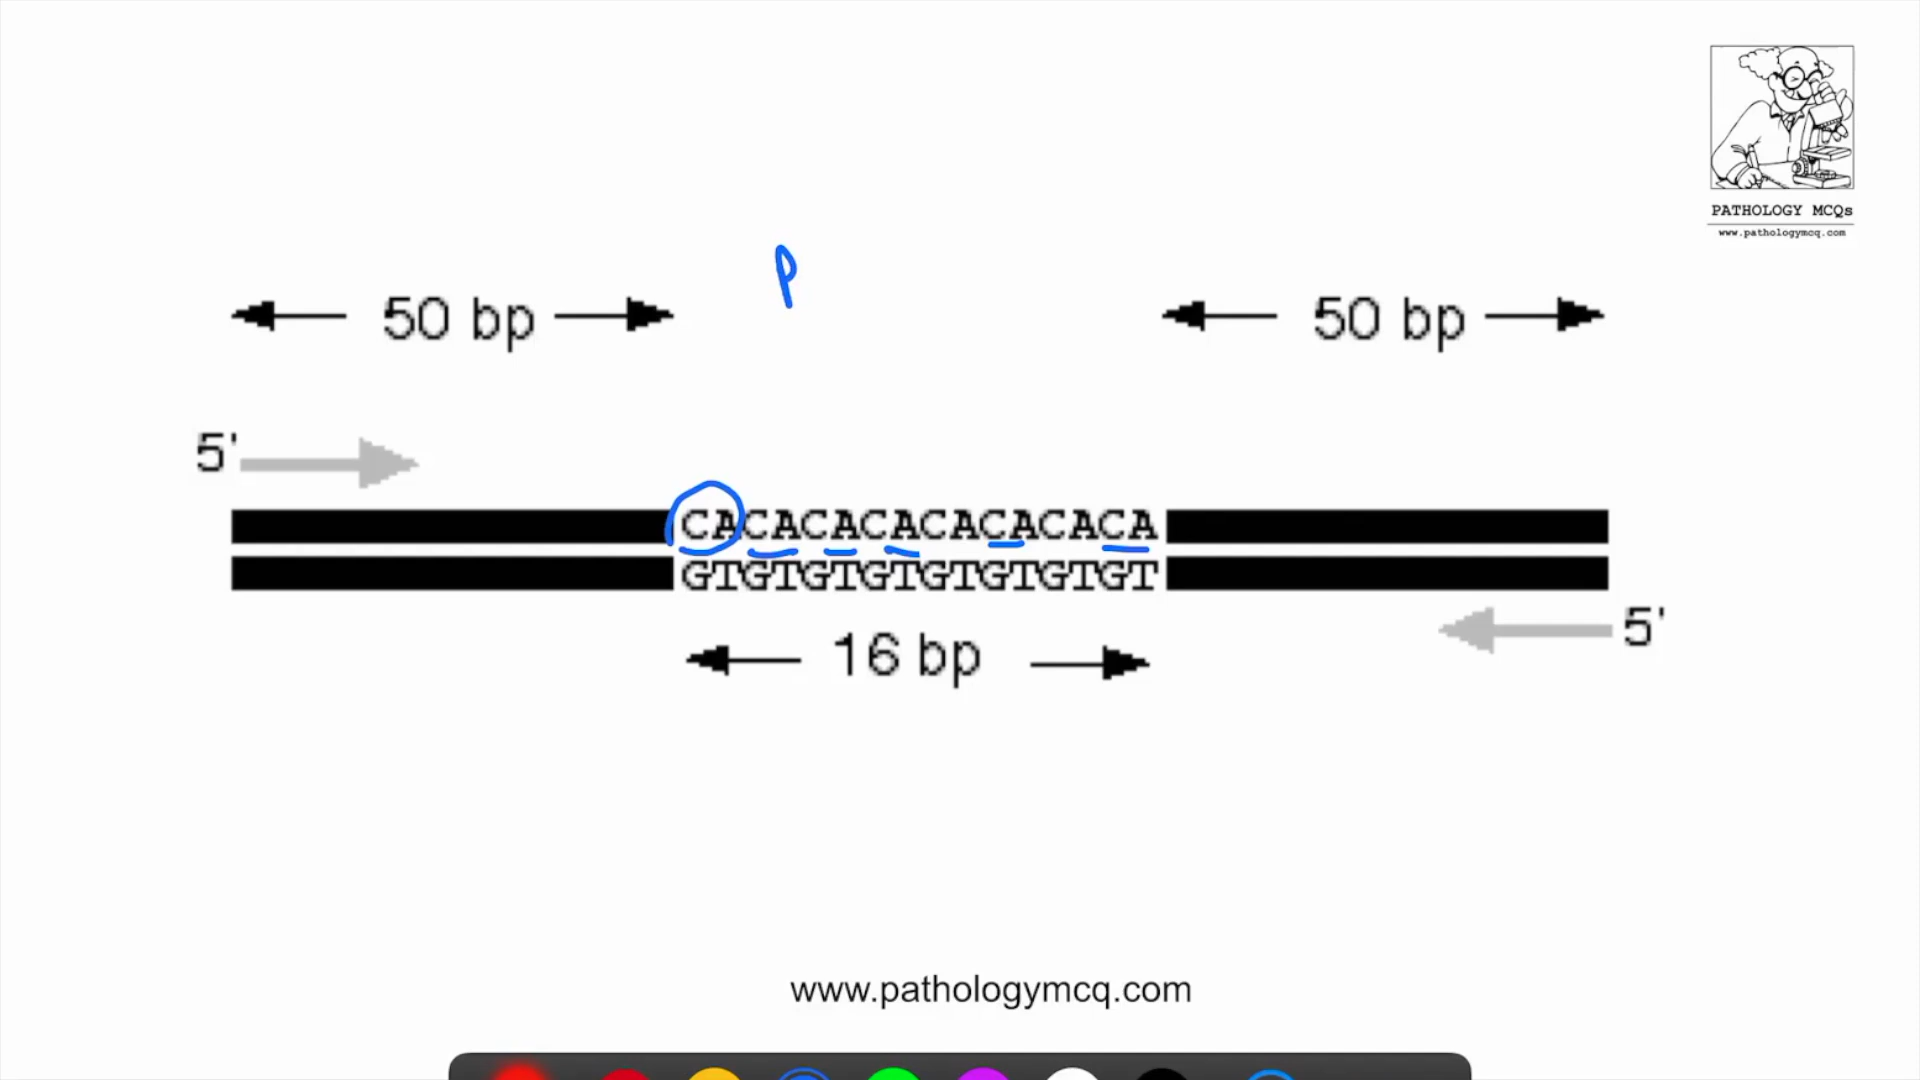 PATHOLOGY MCQs
www.pathologymcq.com
P
50 bp
50 bp
5'
CACACACACACACACA
GTGTGTGTGTGTGTGT
5'
16 bp
www.pathologymcq.com